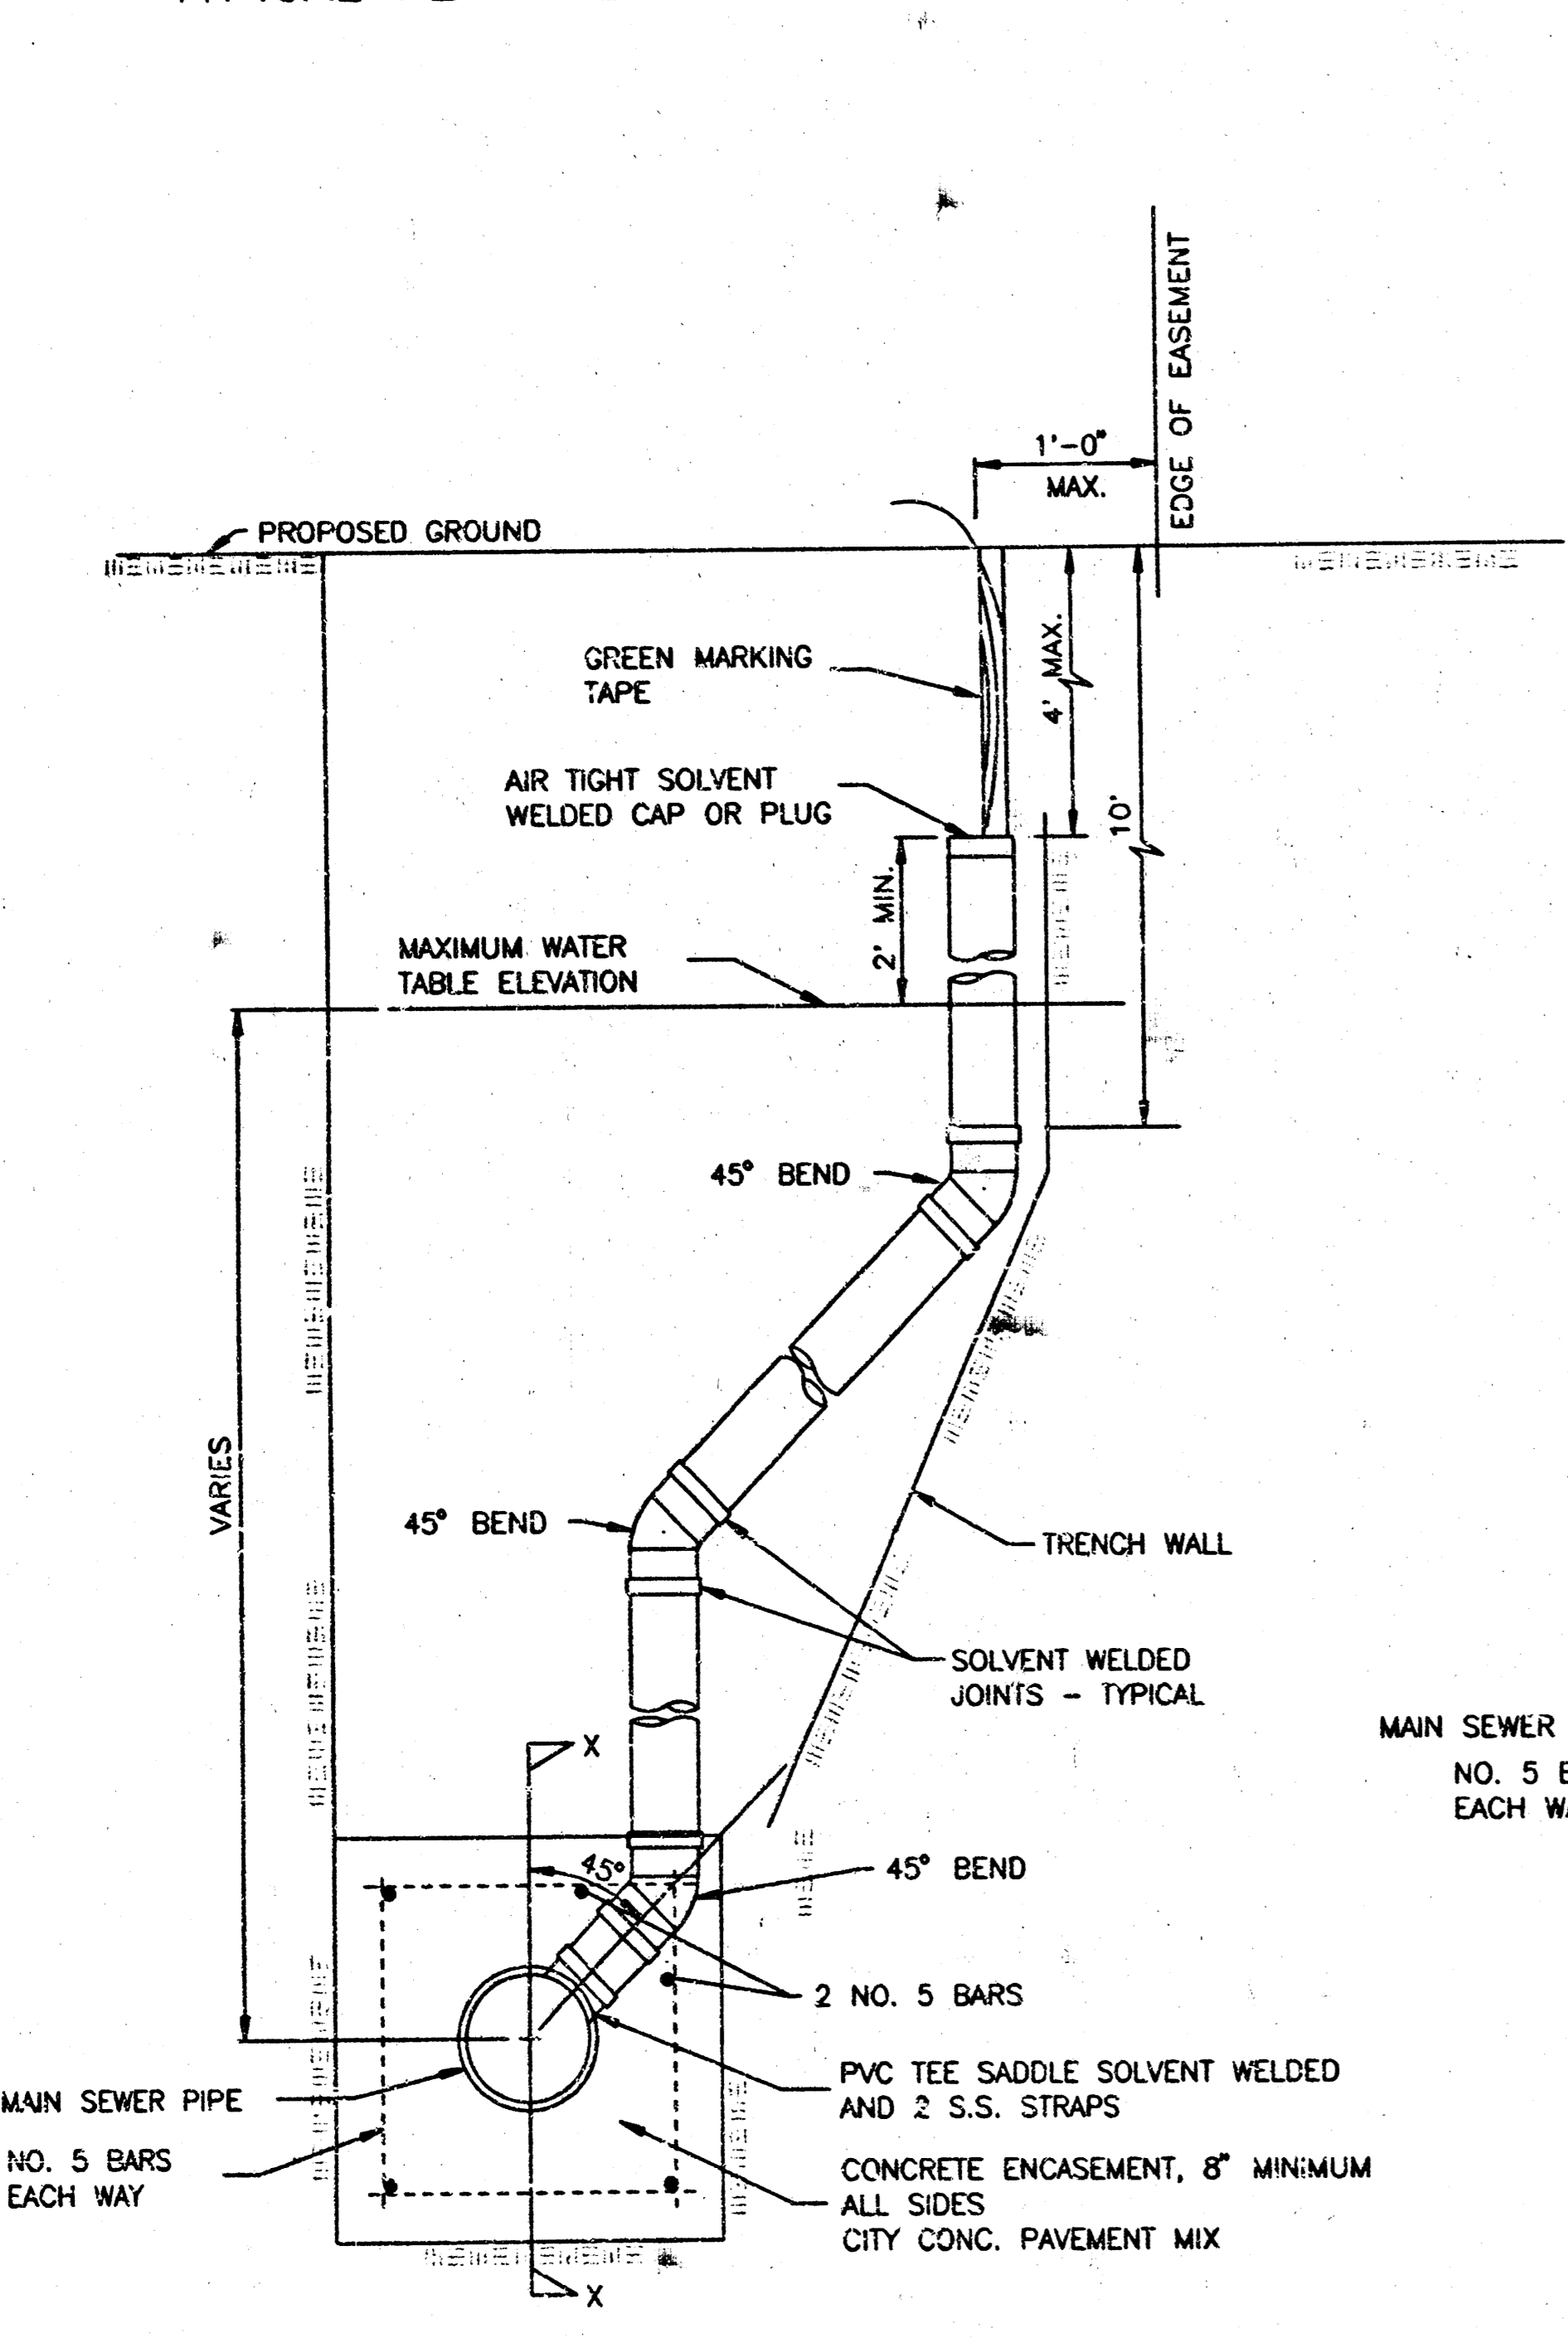 EDGE OF EASEMENT
1'-0"
MAX.
PROPOSED GROUND
GREEN MARKING
TAPE
4' MAX.
10'
AIR TIGHT SOLVENT
WELDED CAP OR PLUG
2' MIN.
MAXIMUM WATER
TABLE ELEVATION
45° BEND
VARIES
45° BEND
TRENCH WALL
SOLVENT WELDED
JOINTS - TYPICAL
MAIN SEWER
NO. 5
EACH
X
45°
45° BEND
2 NO. 5 BARS
PVC TEE SADDLE SOLVENT WELDED
AND 2 S.S. STRAPS
MAIN SEWER PIPE
NO. 5 BARS
EACH WAY
CONCRETE ENCASEMENT, 8" MINIMUM
ALL SIDES
CITY CONC. PAVEMENT MIX
X